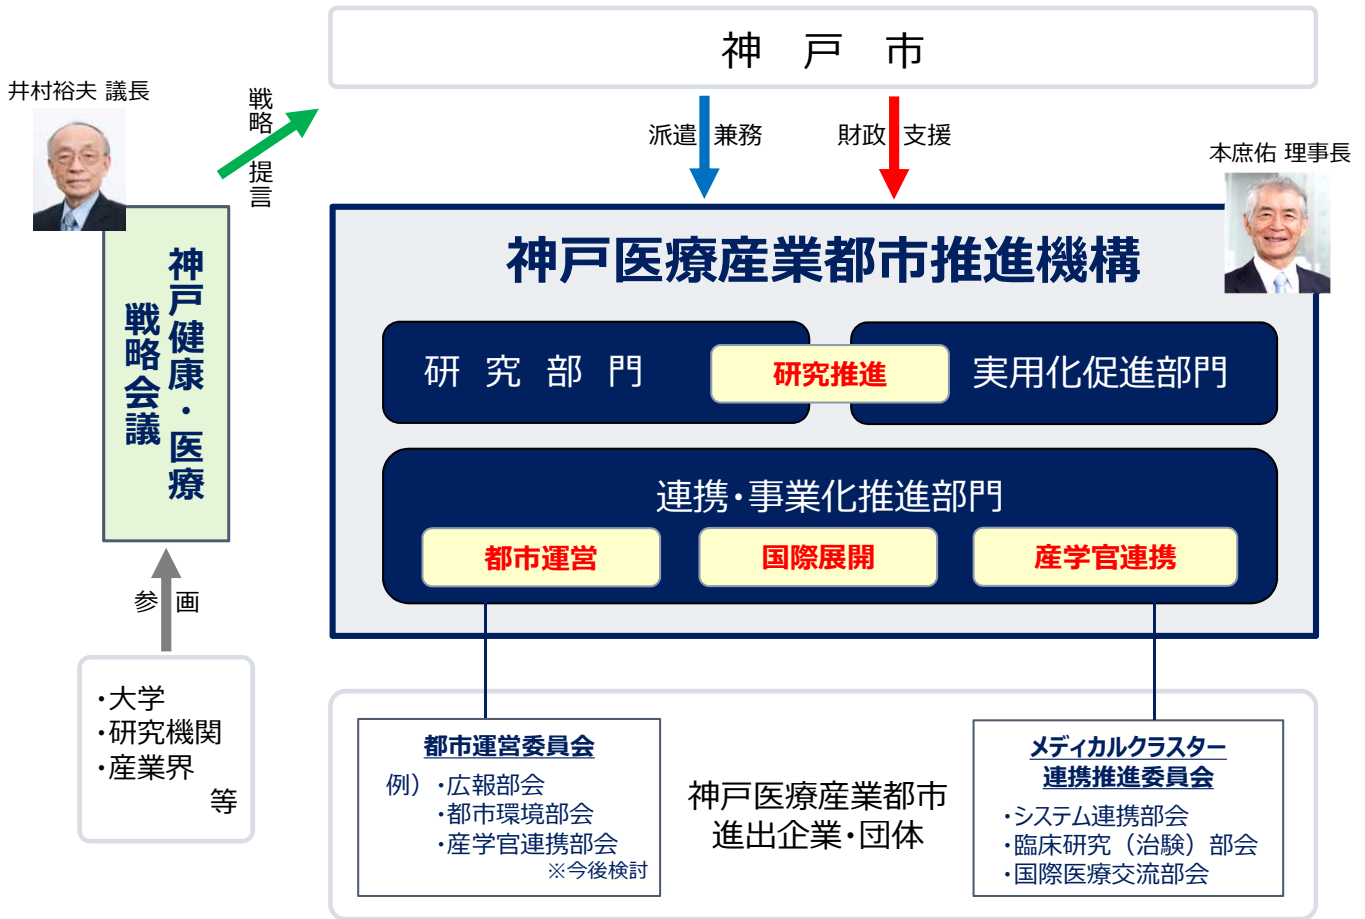 神 戸 市
井村裕夫 議長
戦略 提言
派遣 兼務
財政 支援
本庶佑 理事長
神戸医療産業都市推進機構
研 究 部 門
研究推進
実用化促進部門
神戸健康・医療
戦略会議
連携・事業化推進部門
都市運営
国際展開
産学官連携
参 画
・大学
・研究機関
・産業界
等
都市運営委員会
例）・広報部会
・都市環境部会
・産学官連携部会
※今後検討
神戸医療産業都市
進出企業・団体
メディカルクラスター
連携推進委員会
・システム連携部会
・臨床研究（治験）部会
・国際医療交流部会